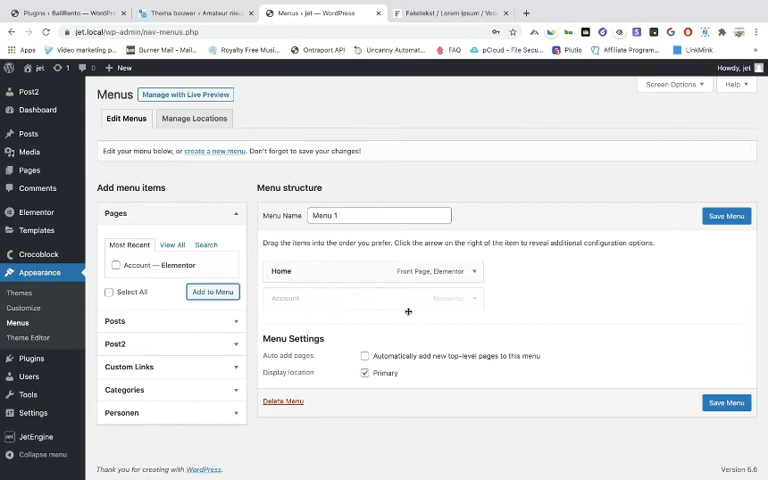 Plugins ‹ BallRento — WordPr
Thema bouwer ‹ Amateur nieu
Menus ‹ jet — WordPress
Faketekst / Lorem Ipsum / Voo
jet.local/wp-admin/nav-menus.php
Apps
Video marketing p...
Burner Mail - Mail...
Royalty Free Musi...
Ontraport API
Uncanny Automat...
FAQ
pCloud - File Secu...
Plutio
Affiliate Program...
LinkMink
jet
1
0
New
Howdy, jet
Post2
Dashboard
Posts
Media
Pages
Comments
Elementor
Templates
Crocoblock
Appearance
Themes
Customize
Menus
Theme Editor
Plugins
Users
Tools
Settings
JetEngine
Collapse menu
Menus
Manage with Live Preview
Screen Options
Help
Edit Menus
Manage Locations
Edit your menu below, or create a new menu. Don't forget to save your changes!
Add menu items
Pages
Most Recent
View All
Search
Account — Elementor
Select All
Add to Menu
Posts
Post2
Custom Links
Categories
Personen
Menu structure
Menu Name
Menu 1
Save Menu
Drag the items into the order you prefer. Click the arrow on the right of the item to reveal additional configuration options.
Home
Front Page, Elementor
Account
Elementor
Menu Settings
Auto add pages
Automatically add new top-level pages to this menu
Display location
Primary
Delete Menu
Save Menu
Thank you for creating with WordPress.
Version 5.6